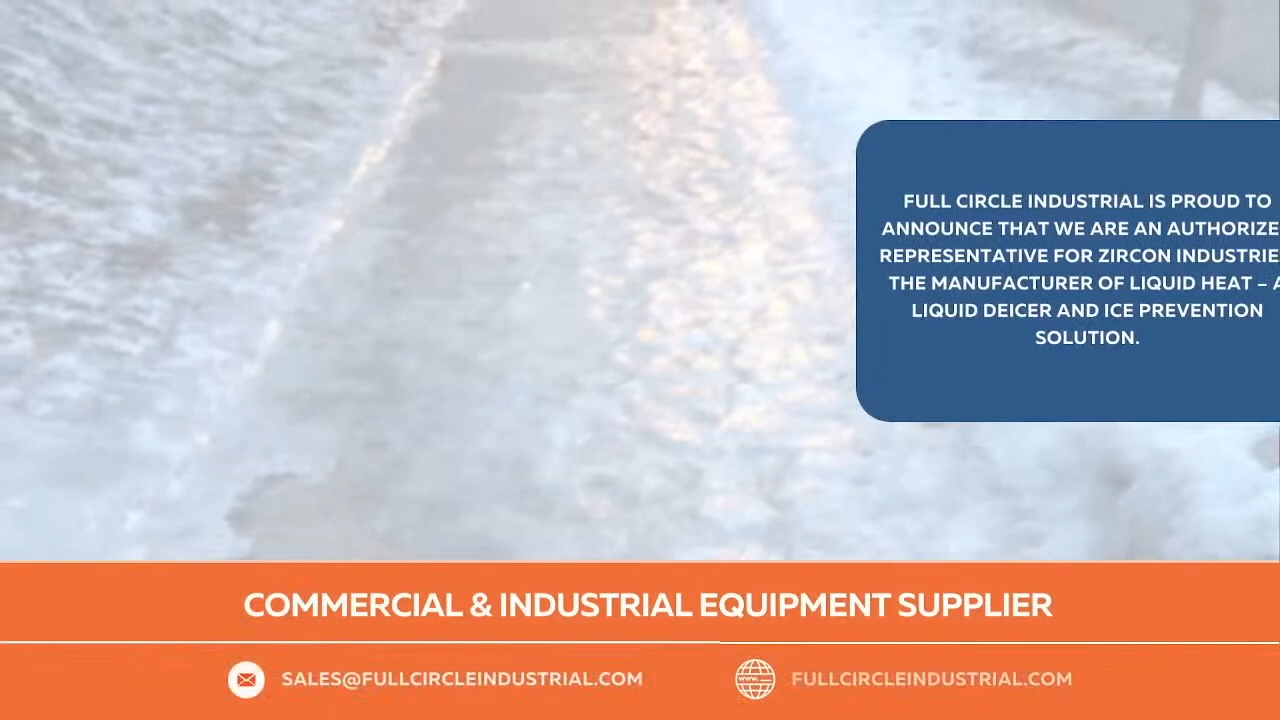 FULL CIRCLE INDUSTRIAL IS PROUD TO
ANNOUNCE THAT WE ARE AN AUTHORIZE
REPRESENTATIVE FOR ZIRCON INDUSTRIE
THE MANUFACTURER OF LIQUID HEAT – A
LIQUID DEICER AND ICE PREVENTION
SOLUTION.
COMMERCIAL & INDUSTRIAL EQUIPMENT SUPPLIER
SALES@FULLCIRCLEINDUSTRIAL.COM
WWW.
FULLCIRCLEINDUSTRIAL.COM